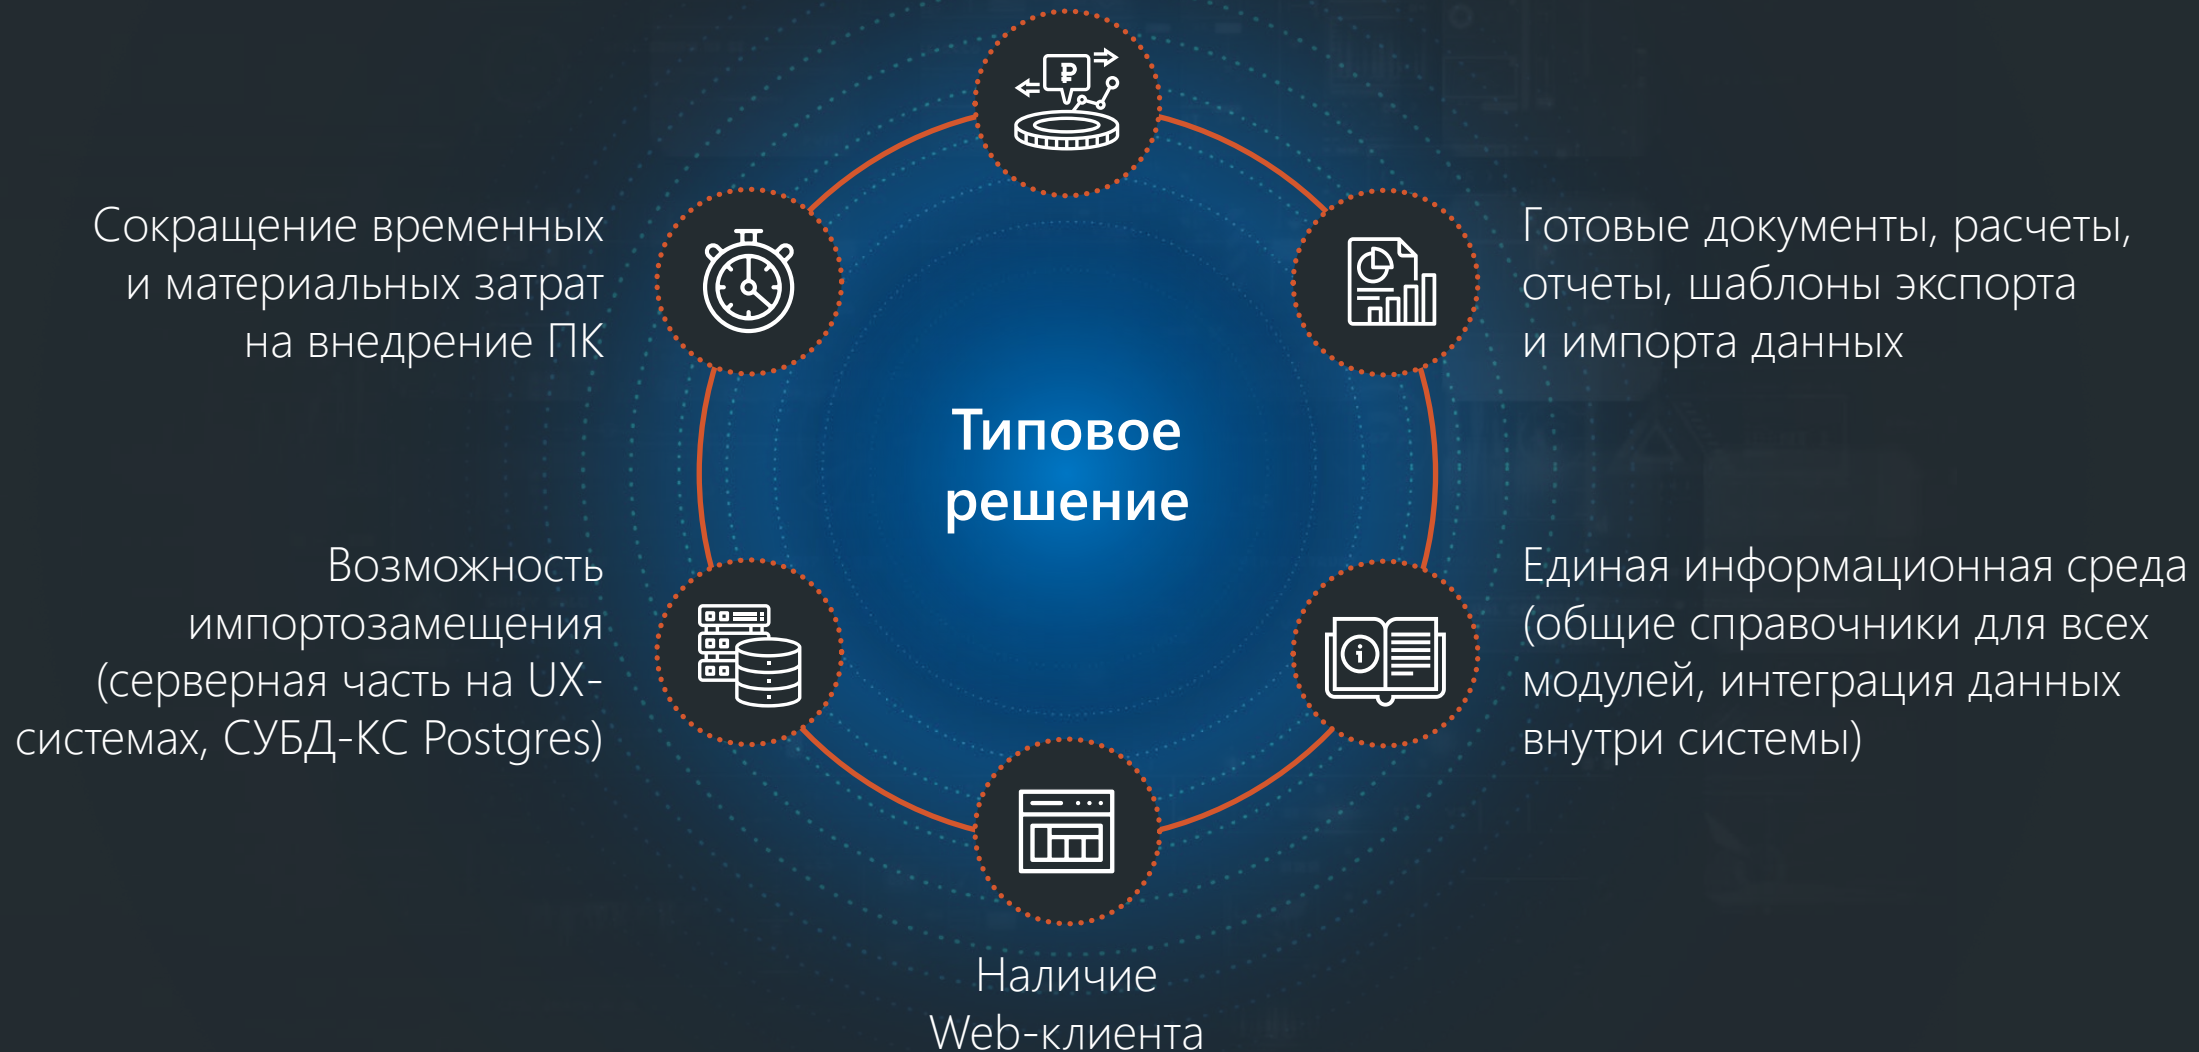 Сокращение временных
и материальных затрат
на внедрение ПК
Готовые документы, расчеты,
отчеты, шаблоны экспорта
и импорта данных
Типовое
решение
Возможность
импортозамещения
(серверная часть на UX-
системах, СУБД-КС Postgres)
Единая информационная среда
(общие справочники для всех
модулей, интеграция данных
внутри системы)
Наличие
Web-клиента